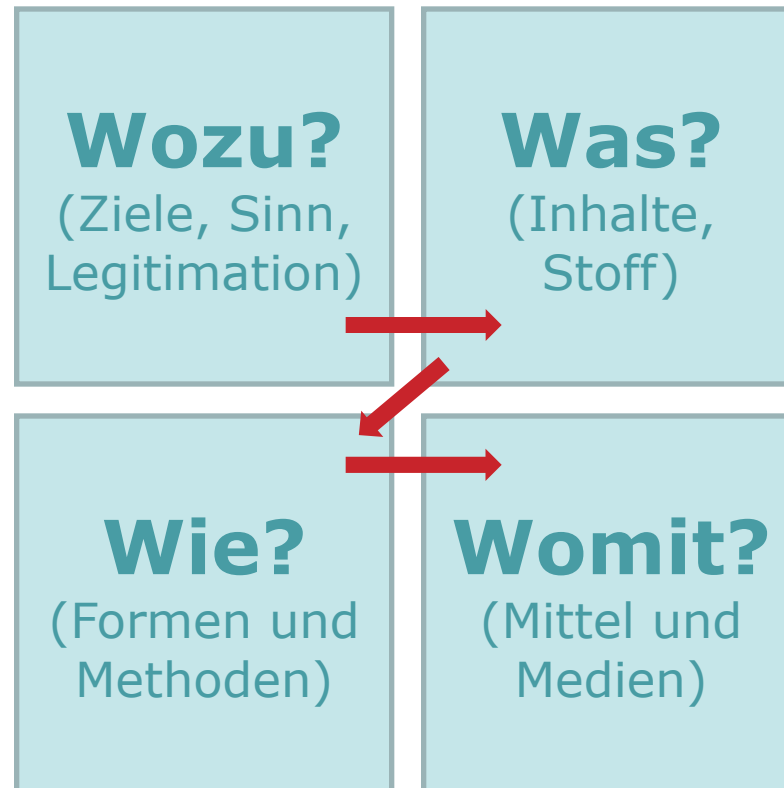 Wozu?
(Ziele, Sinn,
Legitimation)
Was?
(Inhalte,
Stoff)
Wie?
(Formen und
Methoden)
Womit?
(Mittel und
Medien)